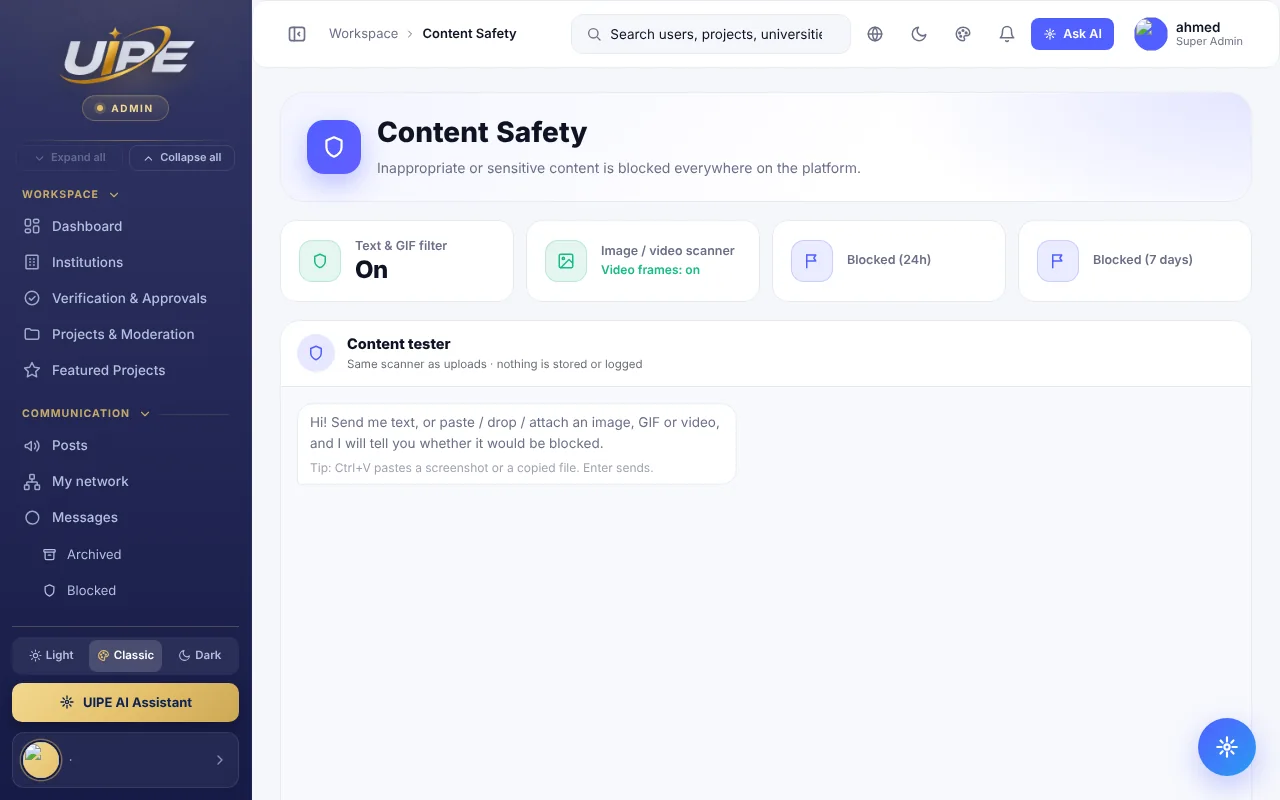 UIPE
ADMIN
Expand all
Collapse all
WORKSPACE
Dashboard
Institutions
Verification & Approvals
Projects & Moderation
Featured Projects
COMMUNICATION
Posts
My network
Messages
Archived
Blocked
Light
Classic
Dark
UIPE AI Assistant
Workspace
Content Safety
Search users, projects, universitie
Ask AI
ahmed
Super Admin
Content Safety
Inappropriate or sensitive content is blocked everywhere on the platform.
Text & GIF filter
On
Image / video scanner
Video frames: on
Blocked (24h)
Blocked (7 days)
Content tester
Same scanner as uploads · nothing is stored or logged
Hi! Send me text, or paste / drop / attach an image, GIF or video,
and I will tell you whether it would be blocked.
Tip: Ctrl+V pastes a screenshot or a copied file. Enter sends.